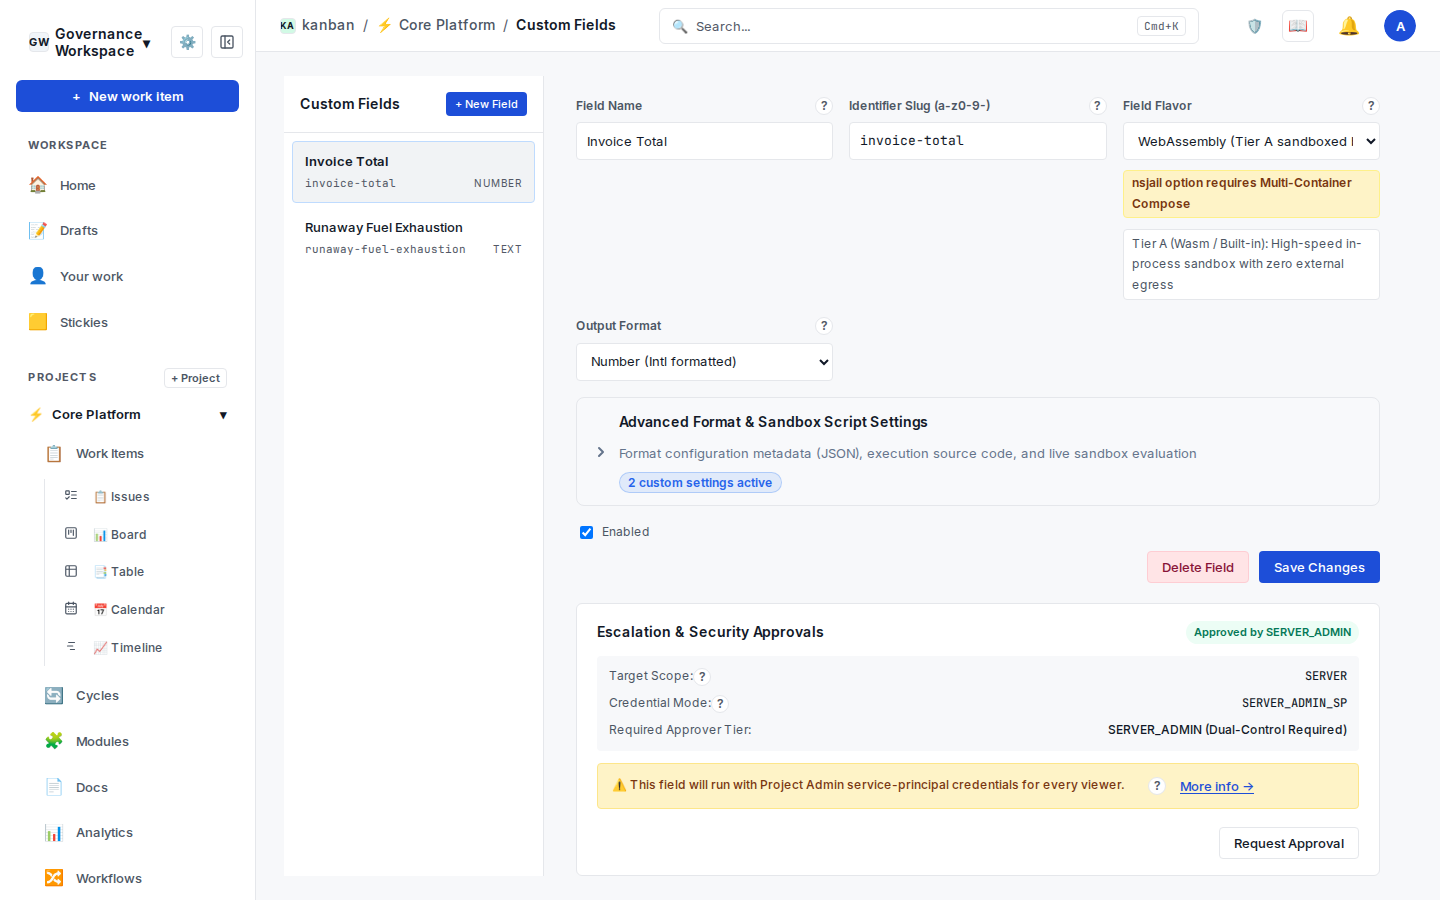 GW Governance Workspace ▾
+ New work item
WORKSPACE
Home
Drafts
Your work
Stickies
PROJECTS
+ Project
Core Platform ▾
Work Items
Issues
Board
Table
Calendar
Timeline
Cycles
Modules
Docs
Analytics
Workflows
KA kanban / Core Platform / Custom Fields
Search...
Cmd+K
A
Custom Fields
+ New Field
Invoice Total
invoice-total NUMBER
Runaway Fuel Exhaustion
runaway-fuel-exhaustion TEXT
Field Name ?
Invoice Total
Identifier Slug (a-z0-9-) ?
invoice-total
Field Flavor ?
WebAssembly (Tier A sandboxed
nsjail option requires Multi-Container
Compose
Tier A (Wasm / Built-in): High-speed in-
process sandbox with zero external
egress
Output Format ?
Number (Intl formatted)
Advanced Format & Sandbox Script Settings
Format configuration metadata (JSON), execution source code, and live sandbox evaluation
2 custom settings active
Enabled
Delete Field
Save Changes
Escalation & Security Approvals
Approved by SERVER_ADMIN
Target Scope: ? SERVER
Credential Mode: ? SERVER_ADMIN_SP
Required Approver Tier: SERVER_ADMIN (Dual-Control Required)
⚠️ This field will run with Project Admin service-principal credentials for every viewer. ? More info →
Request Approval